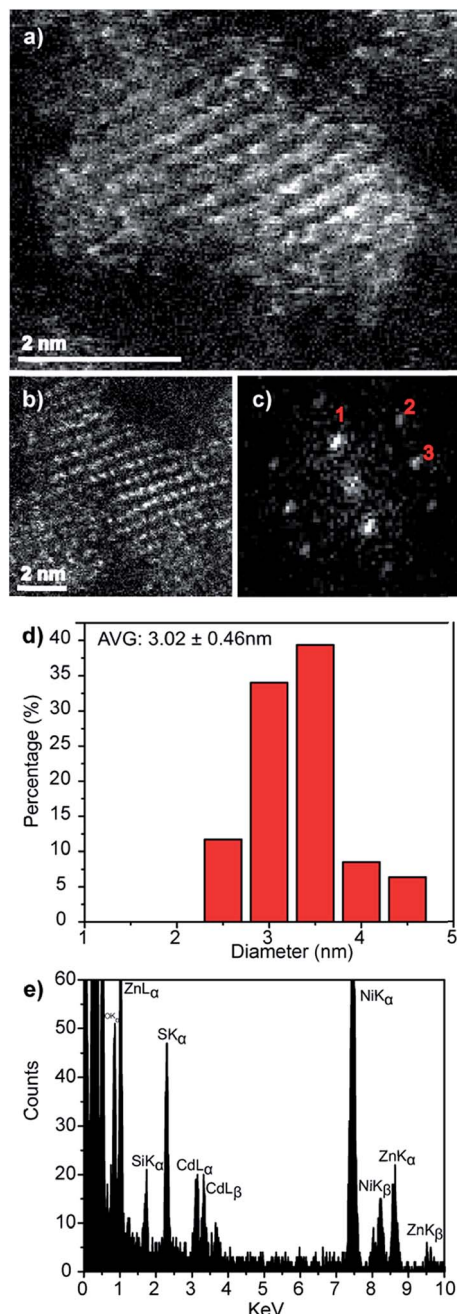 a)
2 nm
b)
2 nm
c)
1
2
3
d)
AVG: 3.02 ± 0.46nm
Percentage (%)
40
35
30
25
20
15
10
5
0
1 2 3 4 5
Diameter (nm)
e)
Counts
60
50
40
30
20
10
0
OKα
ZnLα
SiKα
SKα
CdLα
CdLβ
NiKα
NiKβ
ZnKα
ZnKβ
0 1 2 3 4 5 6 7 8 9 10
KeV